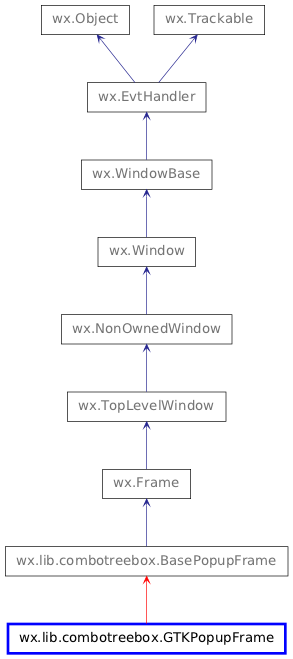 wx.Object
wx.Trackable
wx.EvtHandler
wx.WindowBase
wx.Window
wx.NonOwnedWindow
wx.TopLevelWindow
wx.Frame
wx.lib.combotreebox.BasePopupFrame
wx.lib.combotreebox.GTKPopupFrame